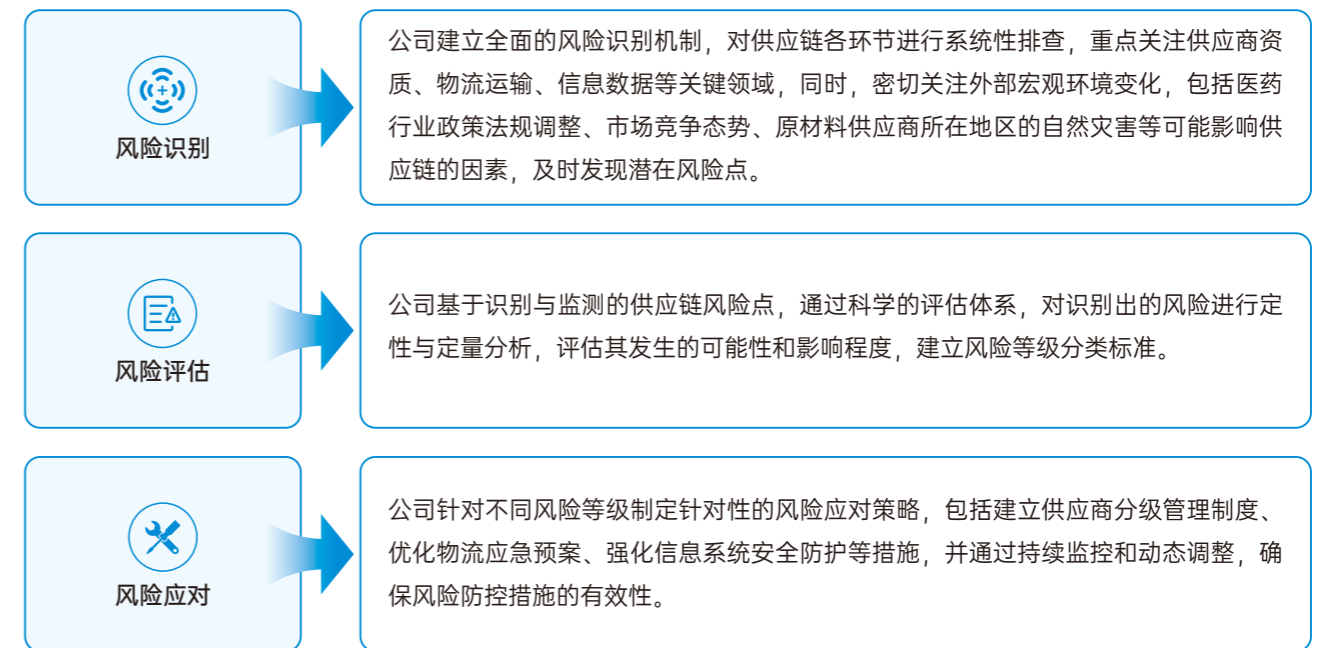 风险识别
公司建立全面的风险识别机制，对供应链各环节进行系统性排查，重点关注供应商资
质、物流运输、信息数据等关键领域，同时，密切关注外部宏观环境变化，包括医药
行业政策法规调整、市场竞争态势、原材料供应商所在地区的自然灾害等可能影响供
应链的因素，及时发现潜在风险点。
风险评估
公司基于识别与监测的供应链风险点，通过科学的评估体系，对识别出的风险进行定
性与定量分析，评估其发生的可能性和影响程度，建立风险等级分类标准。
风险应对
公司针对不同风险等级制定针对性的风险应对策略，包括建立供应商分级管理制度、
优化物流应急预案、强化信息系统安全防护等措施，并通过持续监控和动态调整，确
保风险防控措施的有效性。